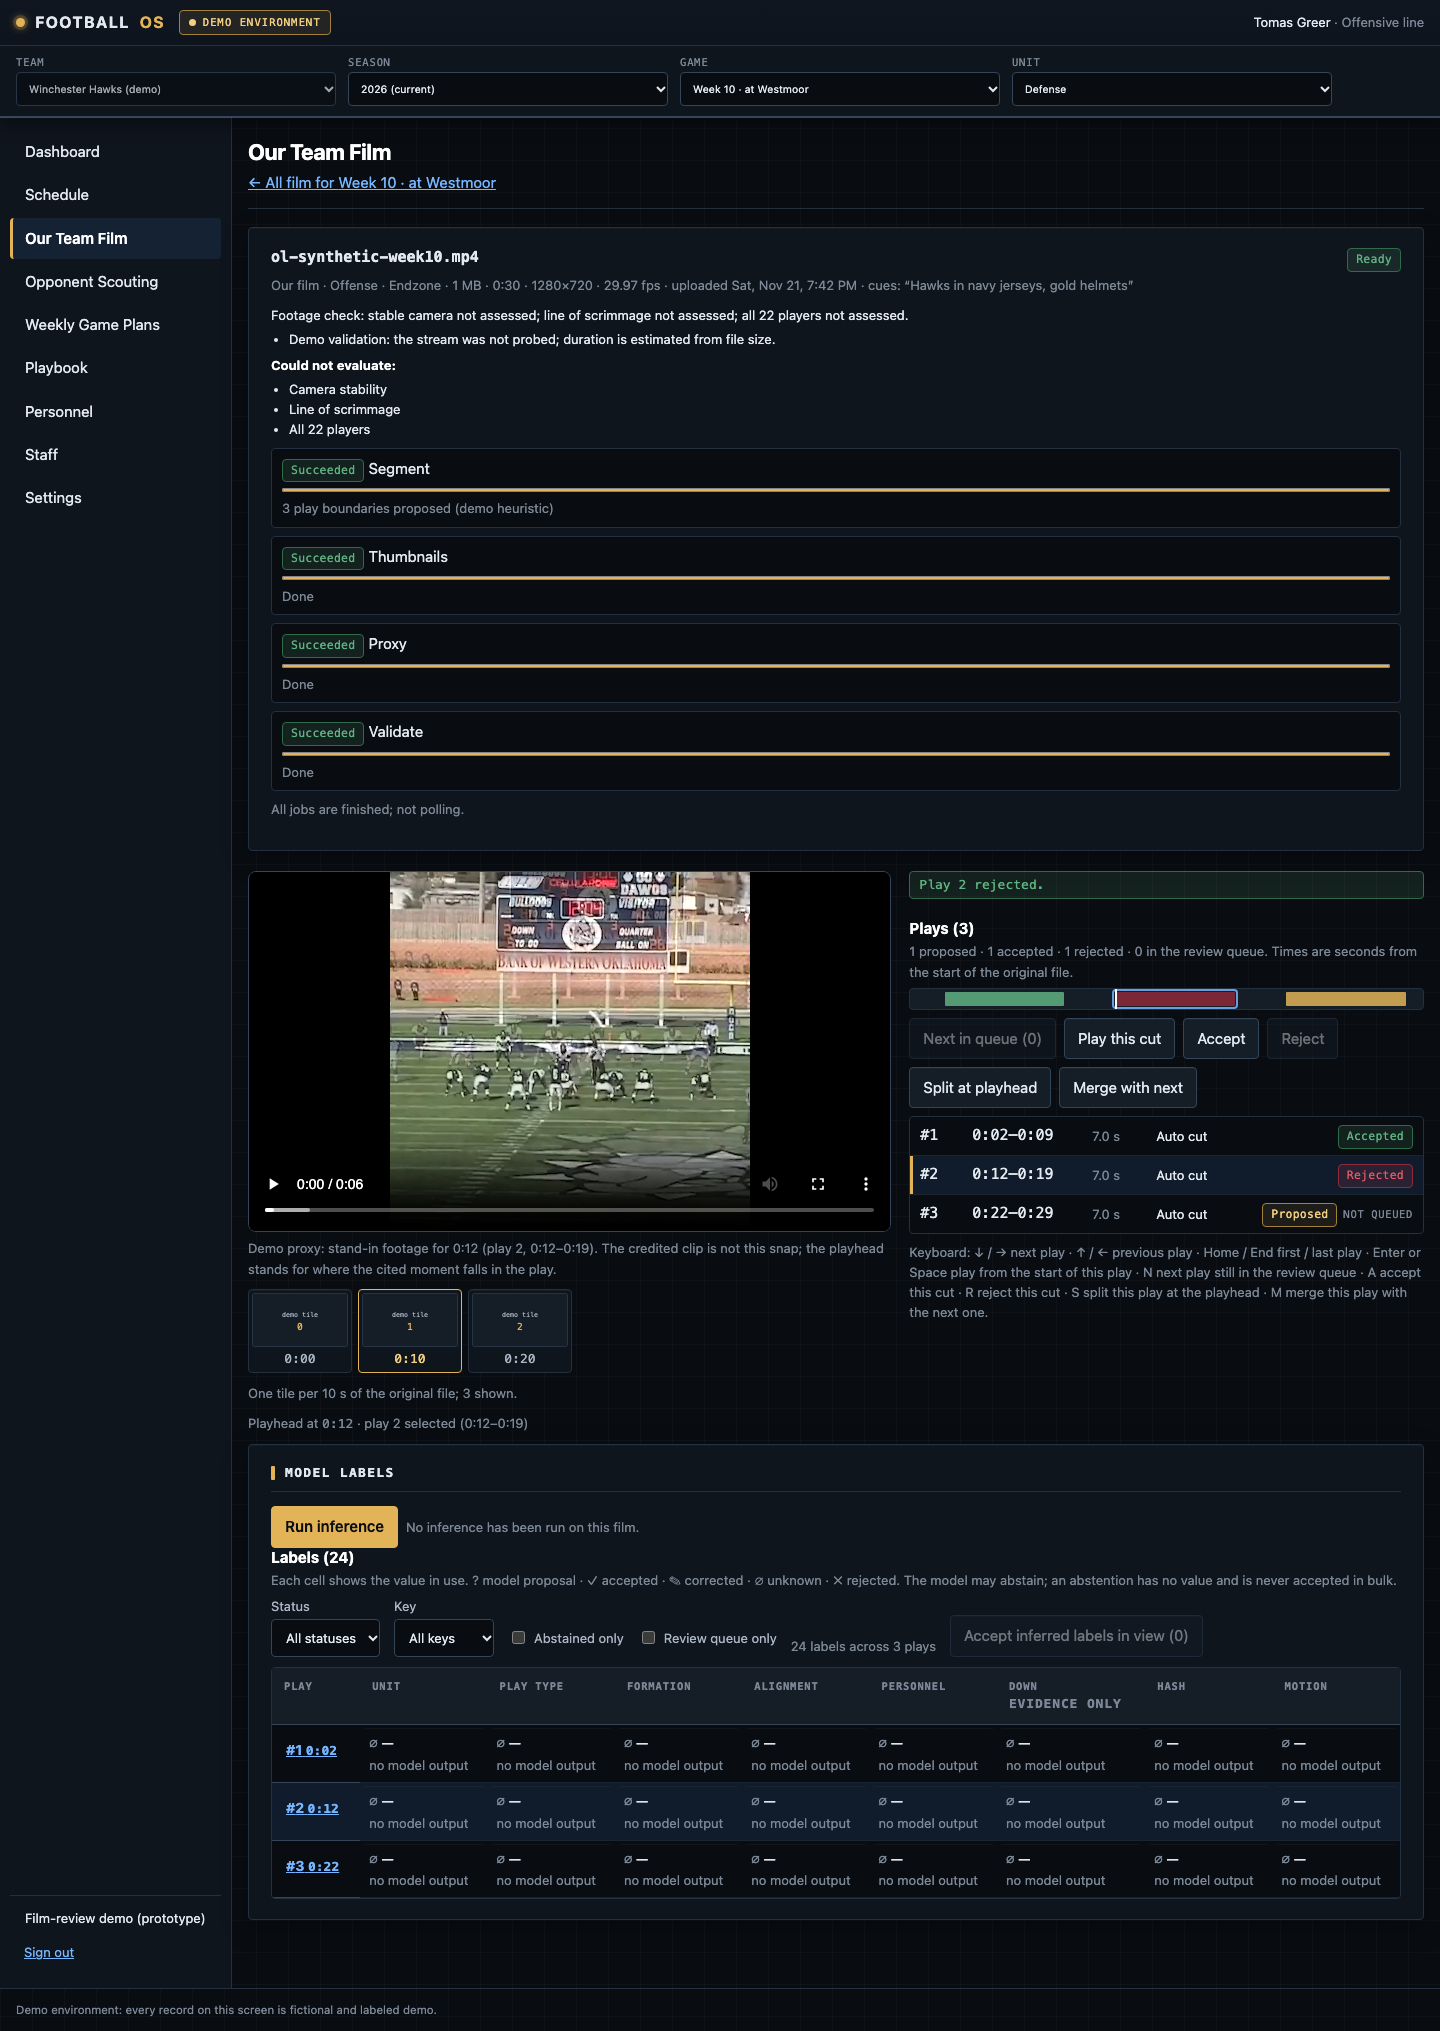 FOOTBALL OS
DEMO ENVIRONMENT
Tomas Greer · Offensive line
TEAM
Winchester Hawks (demo)
SEASON
2026 (current)
GAME
Week 10 · at Westmoor
UNIT
Defense
Dashboard
Schedule
Our Team Film
Opponent Scouting
Weekly Game Plans
Playbook
Personnel
Staff
Settings
Film-review demo (prototype)
Sign out
Our Team Film
← All film for Week 10 · at Westmoor
ol-synthetic-week10.mp4
Ready
Our film · Offense · Endzone · 1 MB · 0:30 · 1280×720 · 29.97 fps · uploaded Sat, Nov 21, 7:42 PM · cues: “Hawks in navy jerseys, gold helmets”
Footage check: stable camera not assessed; line of scrimmage not assessed; all 22 players not assessed.
• Demo validation: the stream was not probed; duration is estimated from file size.
Could not evaluate:
• Camera stability
• Line of scrimmage
• All 22 players
Succeeded Segment
3 play boundaries proposed (demo heuristic)
Succeeded Thumbnails
Done
Succeeded Proxy
Done
Succeeded Validate
Done
All jobs are finished; not polling.
DAWGS
BULLDOGS
VISITOR
12:04
DOWN
QUARTER
TO GO
BALL ON
BANK OF WESTERN OKLAHOMA
0:00 / 0:06
Demo proxy: stand-in footage for 0:12 (play 2, 0:12–0:19). The credited clip is not this snap; the playhead
stands for where the cited moment falls in the play.
demo tile
0
0:00
demo tile
1
0:10
demo tile
2
0:20
One tile per 10 s of the original file; 3 shown.
Playhead at 0:12 · play 2 selected (0:12–0:19)
Play 2 rejected.
Plays (3)
1 proposed · 1 accepted · 1 rejected · 0 in the review queue. Times are seconds from
the start of the original file.
Next in queue (0)
Play this cut
Accept
Reject
Split at playhead
Merge with next
#1 0:02–0:09 7.0 s Auto cut Accepted
#2 0:12–0:19 7.0 s Auto cut Rejected
#3 0:22–0:29 7.0 s Auto cut Proposed NOT QUEUED
Keyboard: ↓ / → next play · ↑ / ← previous play · Home / End first / last play · Enter or
Space play from the start of this play · N next play still in the review queue · A accept
this cut · R reject this cut · S split this play at the playhead · M merge this play with
the next one.
MODEL LABELS
Run inference
No inference has been run on this film.
Labels (24)
Each cell shows the value in use. ? model proposal · ✓ accepted · ✎ corrected · ∅ unknown · ✕ rejected. The model may abstain; an abstention has no value and is never accepted in bulk.
Status
All statuses
Key
All keys
Abstained only
Review queue only
24 labels across 3 plays
Accept inferred labels in view (0)
PLAY UNIT PLAY TYPE FORMATION ALIGNMENT PERSONNEL DOWN HASH MOTION
EVIDENCE ONLY
#1 0:02 ∅ — ∅ — ∅ — ∅ — ∅ — ∅ — ∅ — ∅ —
no model output no model output no model output no model output no model output no model output no model output no model output
#2 0:12 ∅ — ∅ — ∅ — ∅ — ∅ — ∅ — ∅ — ∅ —
no model output no model output no model output no model output no model output no model output no model output no model output
#3 0:22 ∅ — ∅ — ∅ — ∅ — ∅ — ∅ — ∅ — ∅ —
no model output no model output no model output no model output no model output no model output no model output no model output
Demo environment: every record on this screen is fictional and labeled demo.